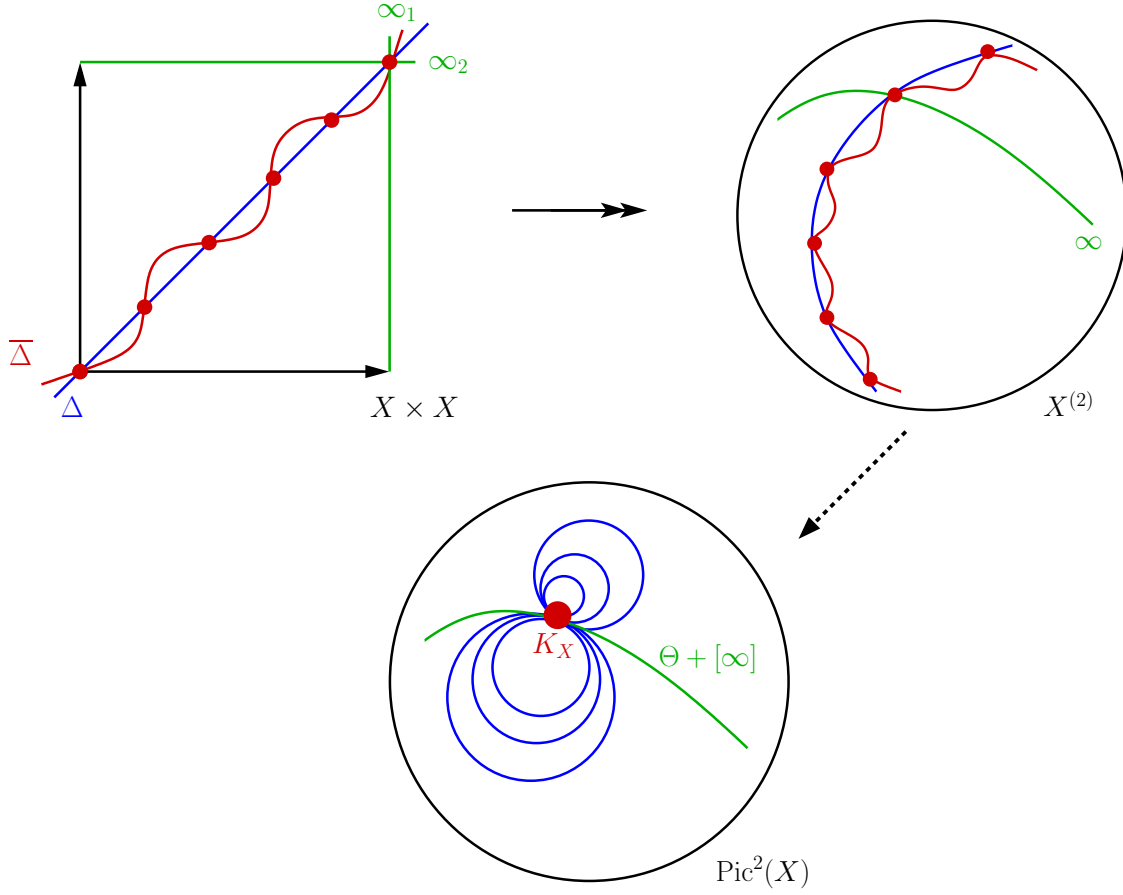 ∞₁
∞₂
Δ̅
Δ
X × X
∞
X⁽²⁾
K_X
Θ + [∞]
Pic²(X)